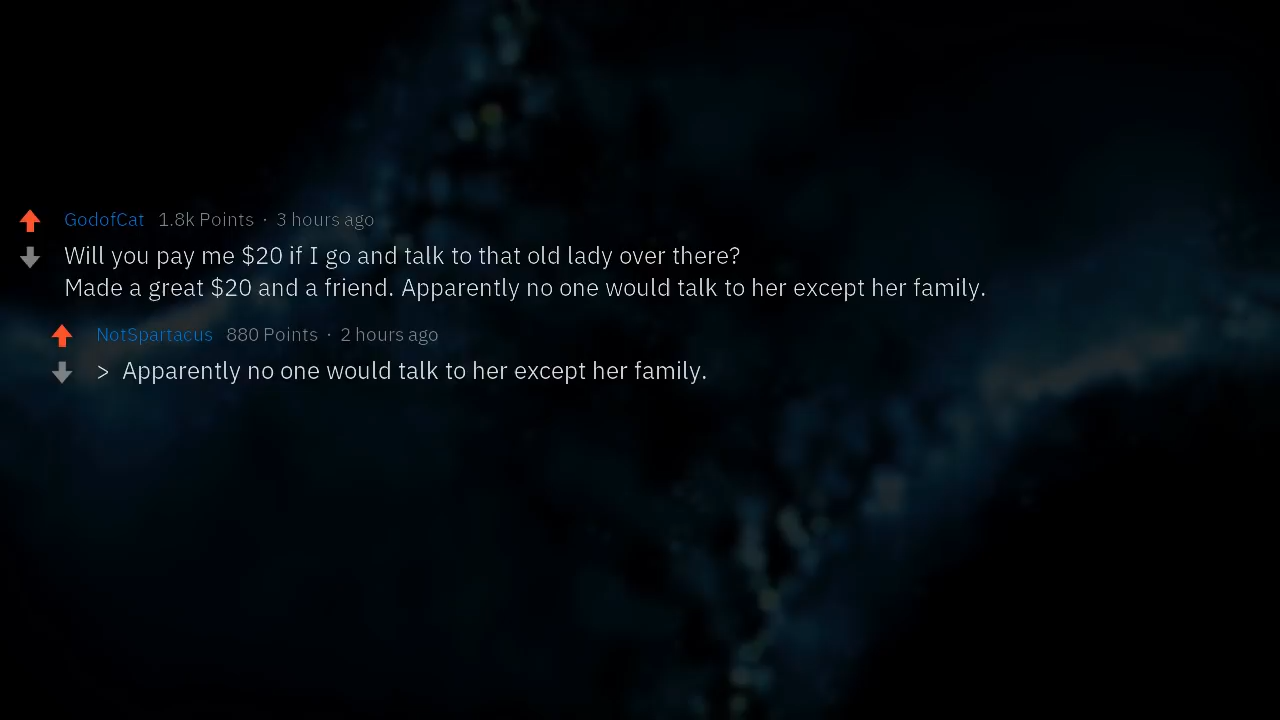 GodofCat 1.8k Points · 3 hours ago
Will you pay me $20 if I go and talk to that old lady over there?
Made a great $20 and a friend. Apparently no one would talk to her except her family.
NotSpartacus 880 Points · 2 hours ago
> Apparently no one would talk to her except her family.